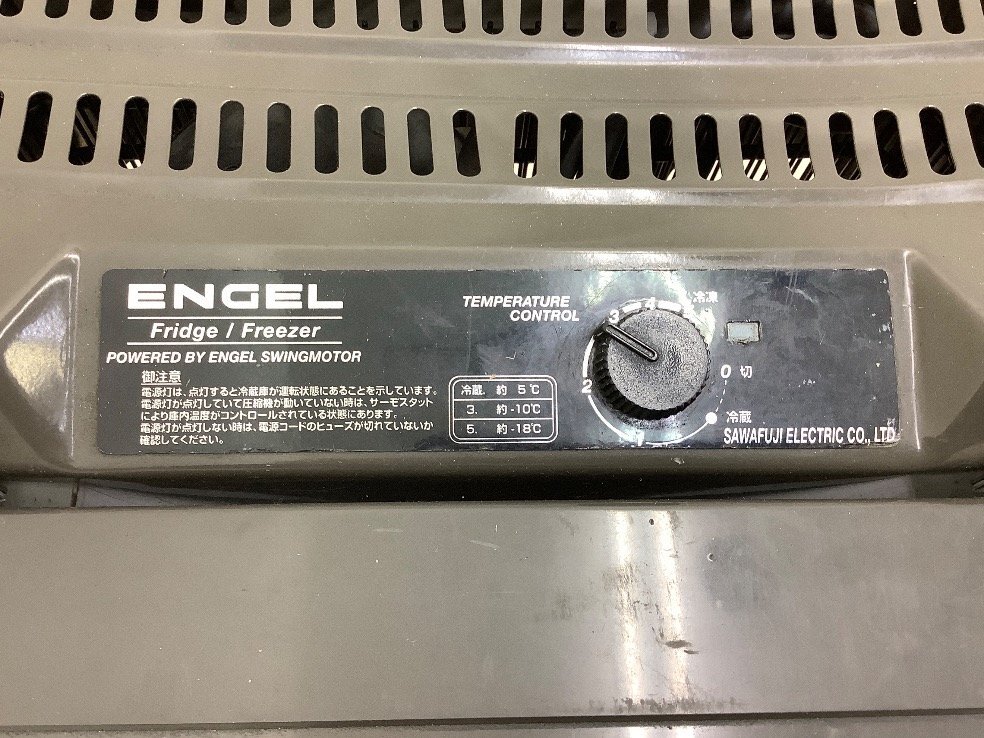 ENGEL
Fridge / Freezer
POWERED BY ENGEL SWINGMOTOR
御注意
電源灯は、点灯すると冷蔵庫が運転状態にあることを示しています。
電源灯が点灯していて圧縮機が動いていない時は、サーモスタット
により庫内温度がコントロールされている状態にあります。
電源灯が点灯しない時は、電源コードのヒューズが切れていないか
確認してください。
冷蔵. 約 5℃
3. 約-10℃
5. 約-18℃
TEMPERATURE
CONTROL
冷凍
4
3
2
0 切
冷蔵
SAWAFUJI ELECTRIC CO., LTD